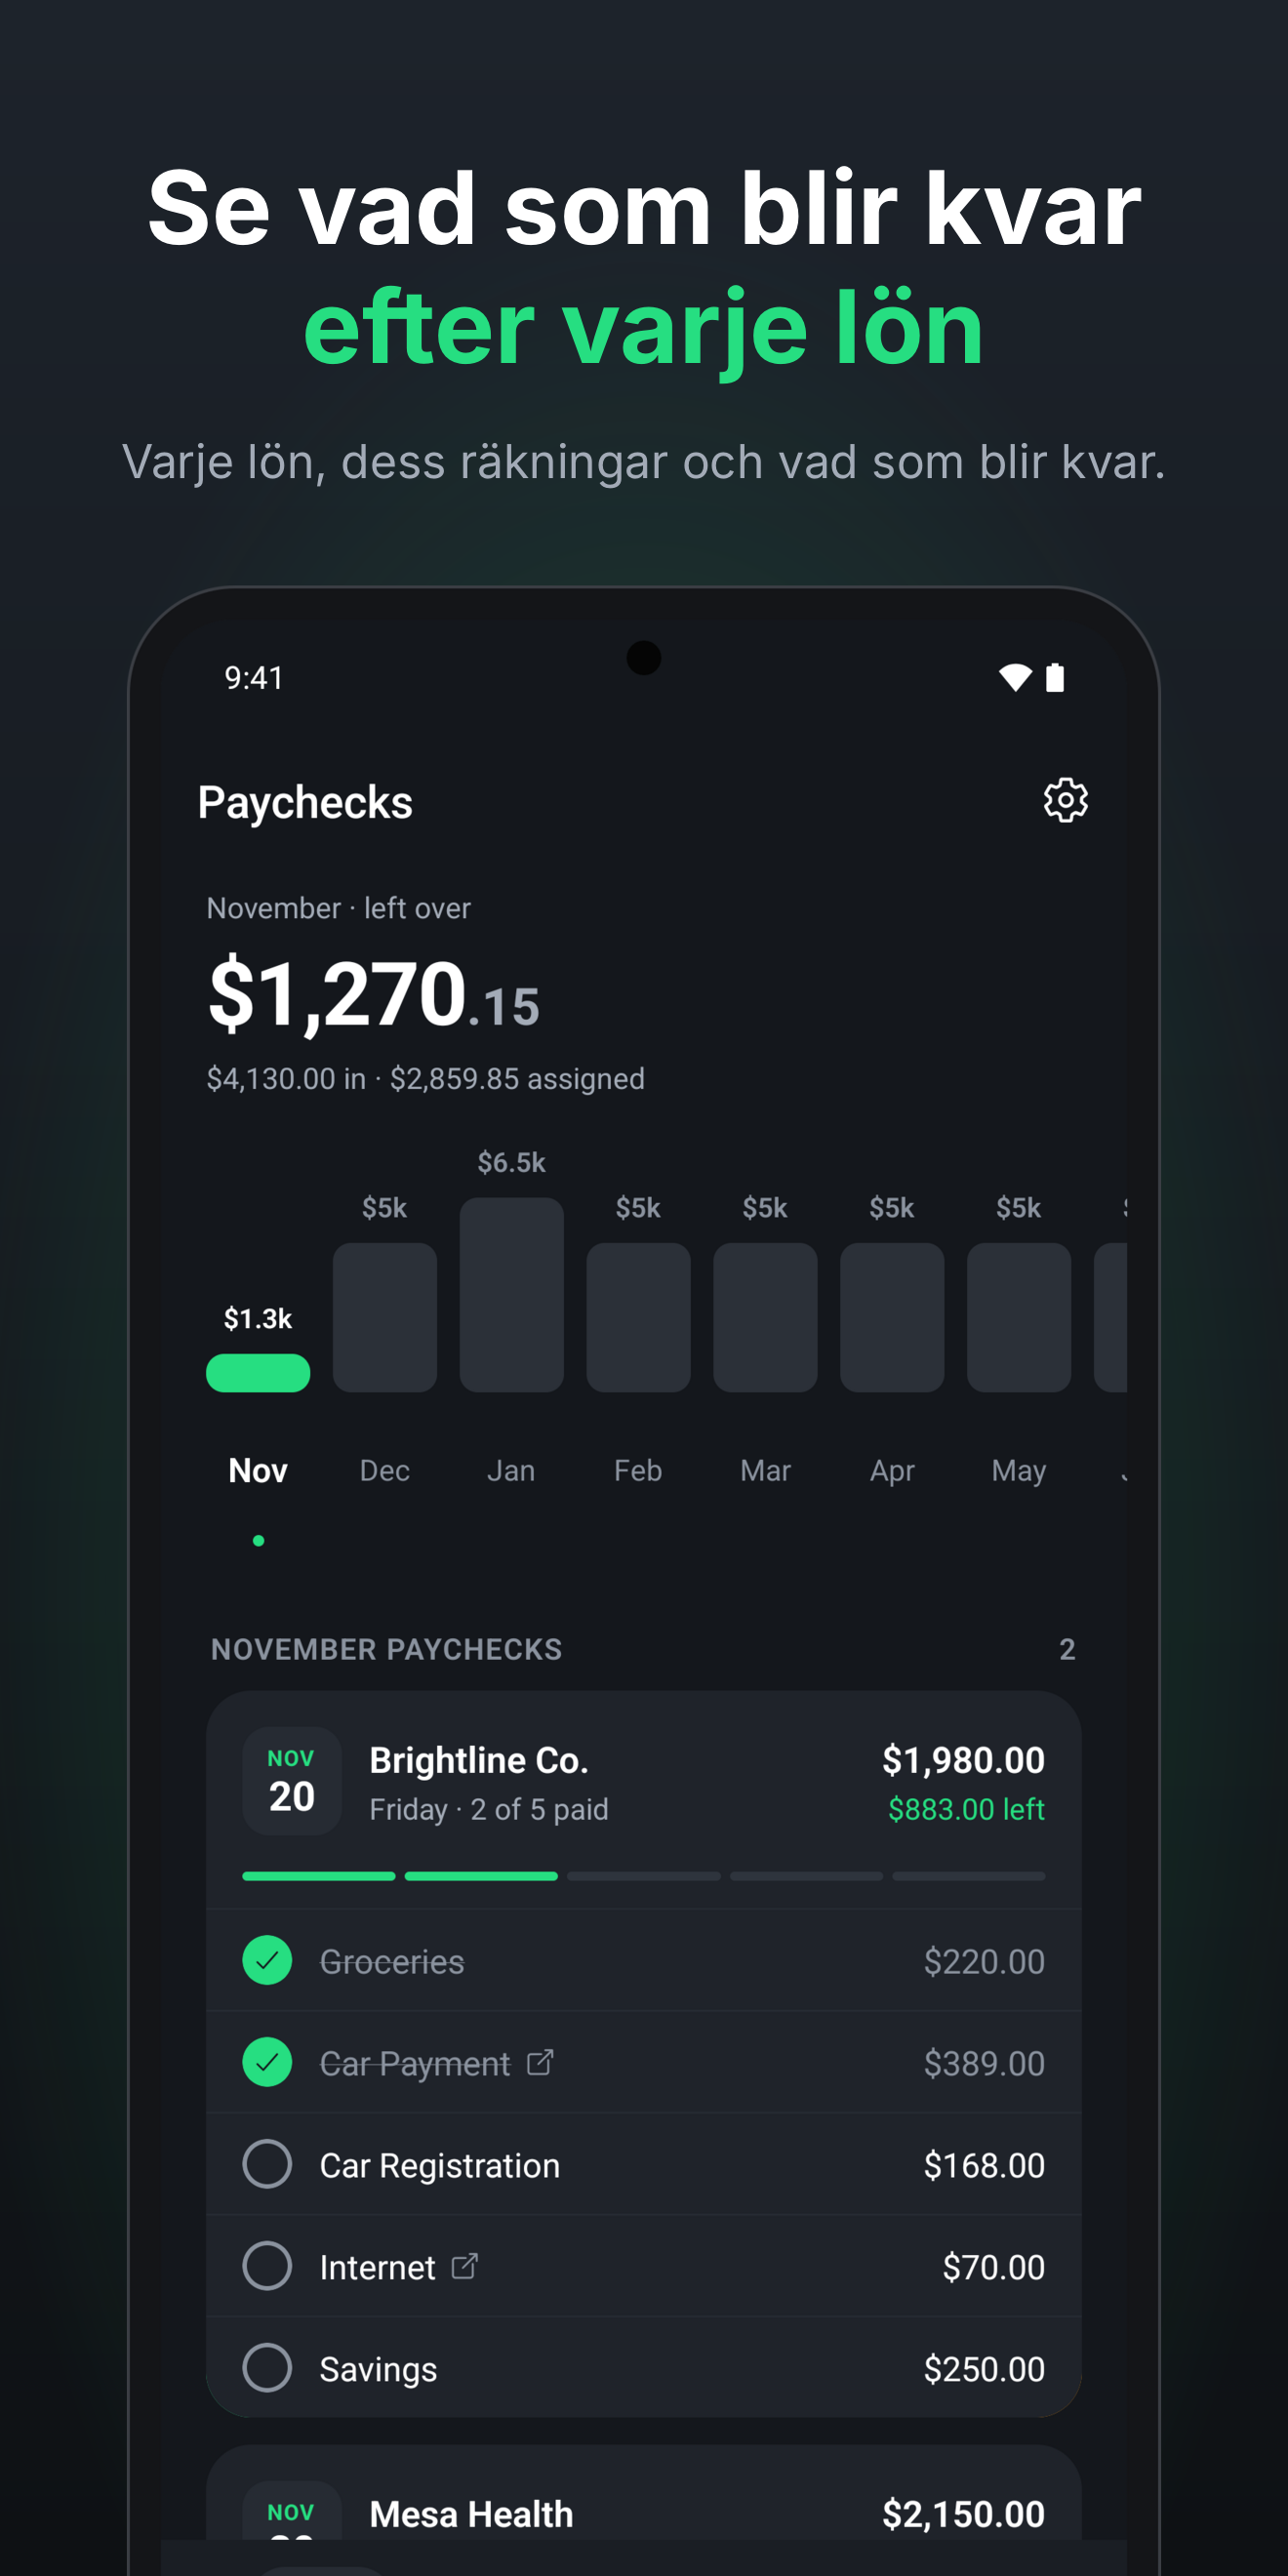 Se vad som blir kvar
efter varje lön
Varje lön, dess räkningar och vad som blir kvar.
9:41
Paychecks
November · left over
$1,270.15
$4,130.00 in · $2,859.85 assigned
$1.3k $5k $6.5k $5k $5k $5k $5k
Nov Dec Jan Feb Mar Apr May
NOVEMBER PAYCHECKS 2
NOV 20 Brightline Co. $1,980.00
Friday · 2 of 5 paid $883.00 left
Groceries $220.00
Car Payment $389.00
Car Registration $168.00
Internet $70.00
Savings $250.00
NOV Mesa Health $2,150.00